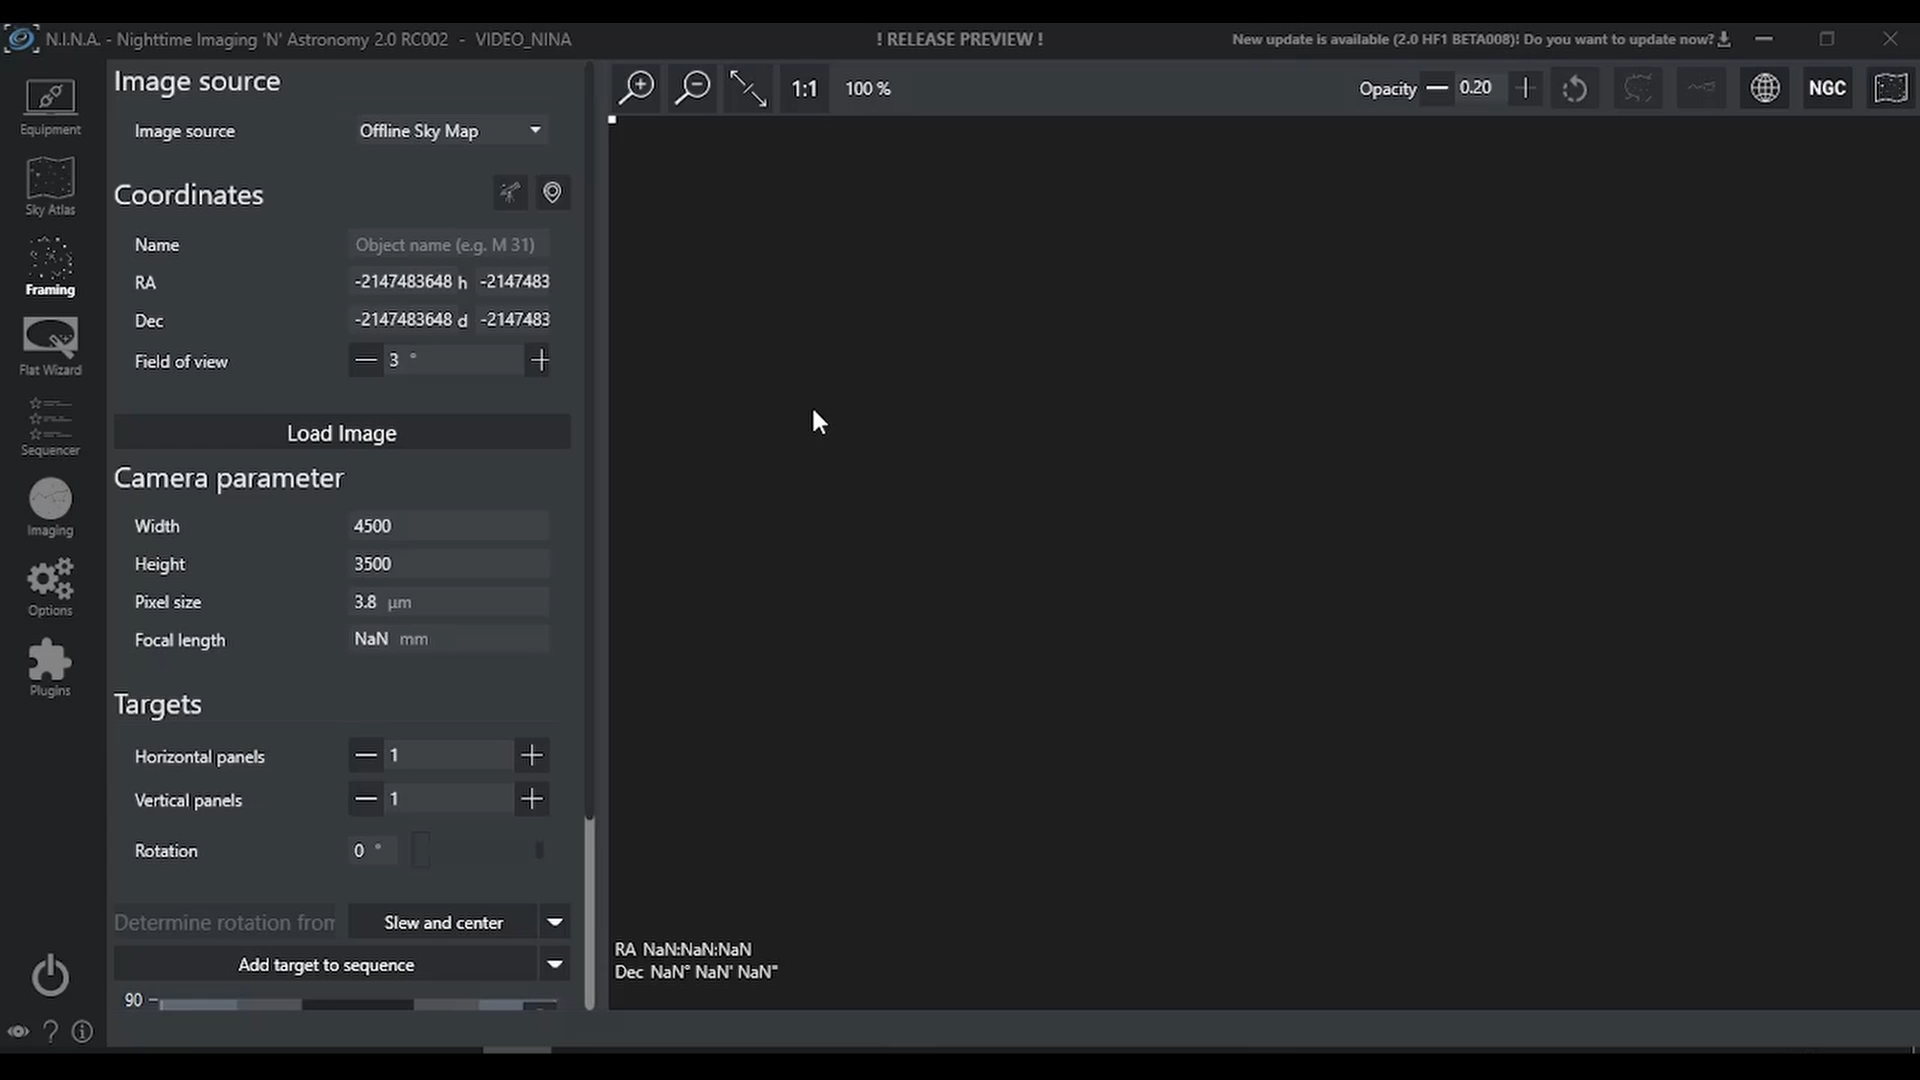 N.I.N.A. - Nighttime Imaging 'N' Astronomy 2.0 RC002 - VIDEO_NINA
! RELEASE PREVIEW !
New update is available (2.0 HF1 BETA008)! Do you want to update now?
Equipment
Sky Atlas
Framing
Flat Wizard
Sequencer
Imaging
Options
Plugins
Image source
Image source Offline Sky Map
Coordinates
Name Object name (e.g. M 31)
RA -2147483648 h -2147483
Dec -2147483648 d -2147483
Field of view 3 °
Load Image
Camera parameter
Width 4500
Height 3500
Pixel size 3.8 µm
Focal length NaN mm
Targets
Horizontal panels 1
Vertical panels 1
Rotation 0 °
Determine rotation from Slew and center
Add target to sequence
90
1:1 100 %
Opacity 0.20
NGC
RA NaN:NaN:NaN
Dec NaN° NaN' NaN"